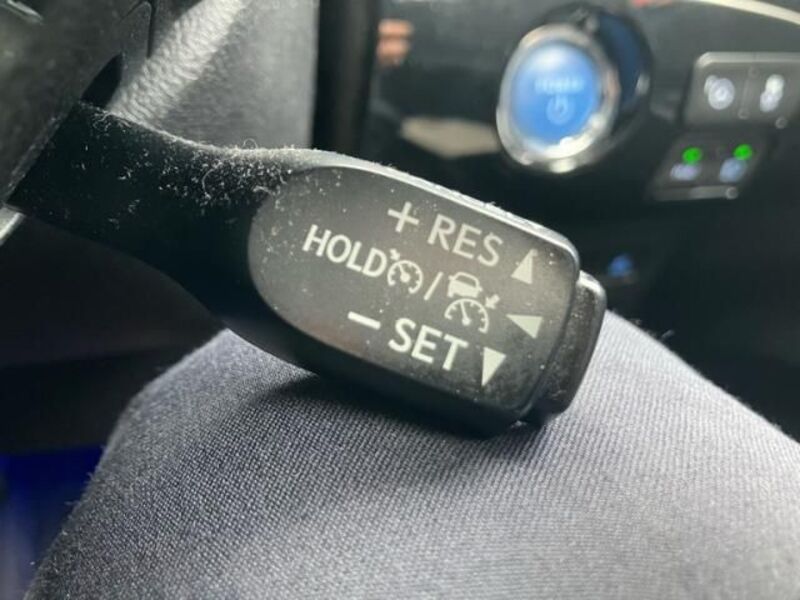 + RES
HOLD /
- SET